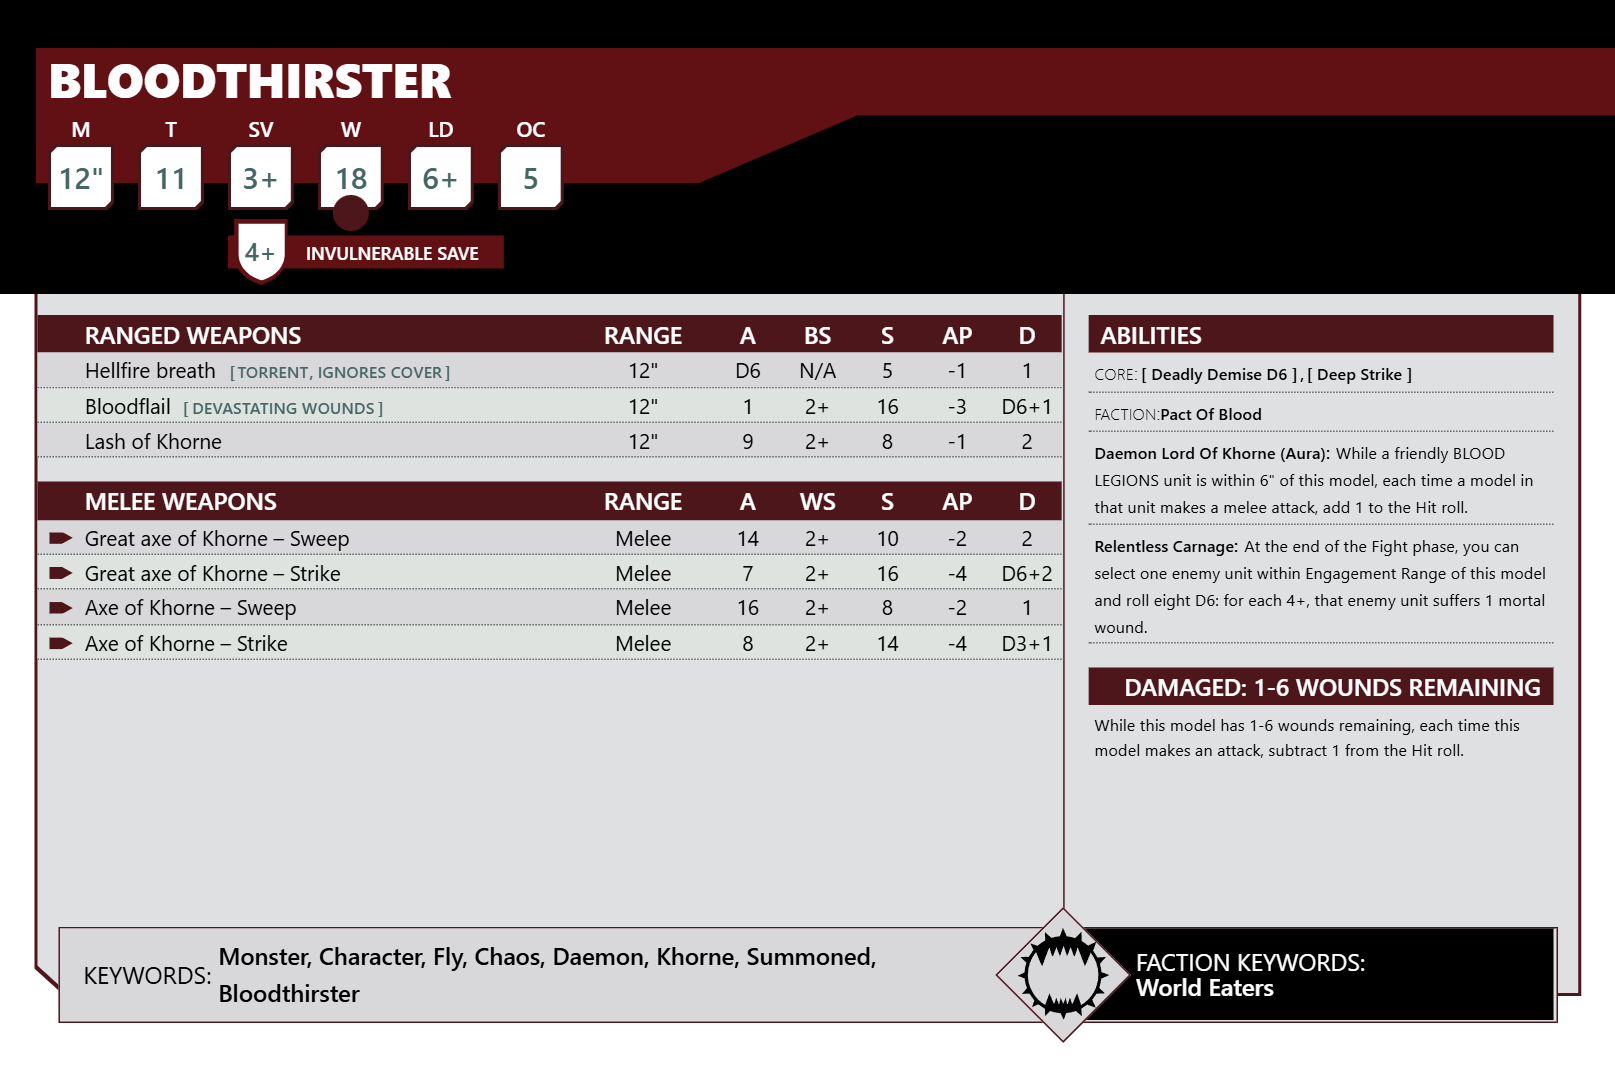 BLOODTHIRSTER
M T SV W LD OC
12" 11 3+ 18 6+ 5
4+ INVULNERABLE SAVE
RANGED WEAPONS RANGE A BS S AP D
Hellfire breath [ TORRENT, IGNORES COVER ] 12" D6 N/A 5 -1 1
Bloodflail [ DEVASTATING WOUNDS ] 12" 1 2+ 16 -3 D6+1
Lash of Khorne 12" 9 2+ 8 -1 2
MELEE WEAPONS RANGE A WS S AP D
Great axe of Khorne – Sweep Melee 14 2+ 10 -2 2
Great axe of Khorne – Strike Melee 7 2+ 16 -4 D6+2
Axe of Khorne – Sweep Melee 16 2+ 8 -2 1
Axe of Khorne – Strike Melee 8 2+ 14 -4 D3+1
ABILITIES
CORE: [ Deadly Demise D6 ] , [ Deep Strike ]
FACTION:Pact Of Blood
Daemon Lord Of Khorne (Aura): While a friendly BLOOD
LEGIONS unit is within 6" of this model, each time a model in
that unit makes a melee attack, add 1 to the Hit roll.
Relentless Carnage: At the end of the Fight phase, you can
select one enemy unit within Engagement Range of this model
and roll eight D6: for each 4+, that enemy unit suffers 1 mortal
wound.
DAMAGED: 1-6 WOUNDS REMAINING
While this model has 1-6 wounds remaining, each time this
model makes an attack, subtract 1 from the Hit roll.
KEYWORDS: Monster, Character, Fly, Chaos, Daemon, Khorne, Summoned,
Bloodthirster
FACTION KEYWORDS:
World Eaters